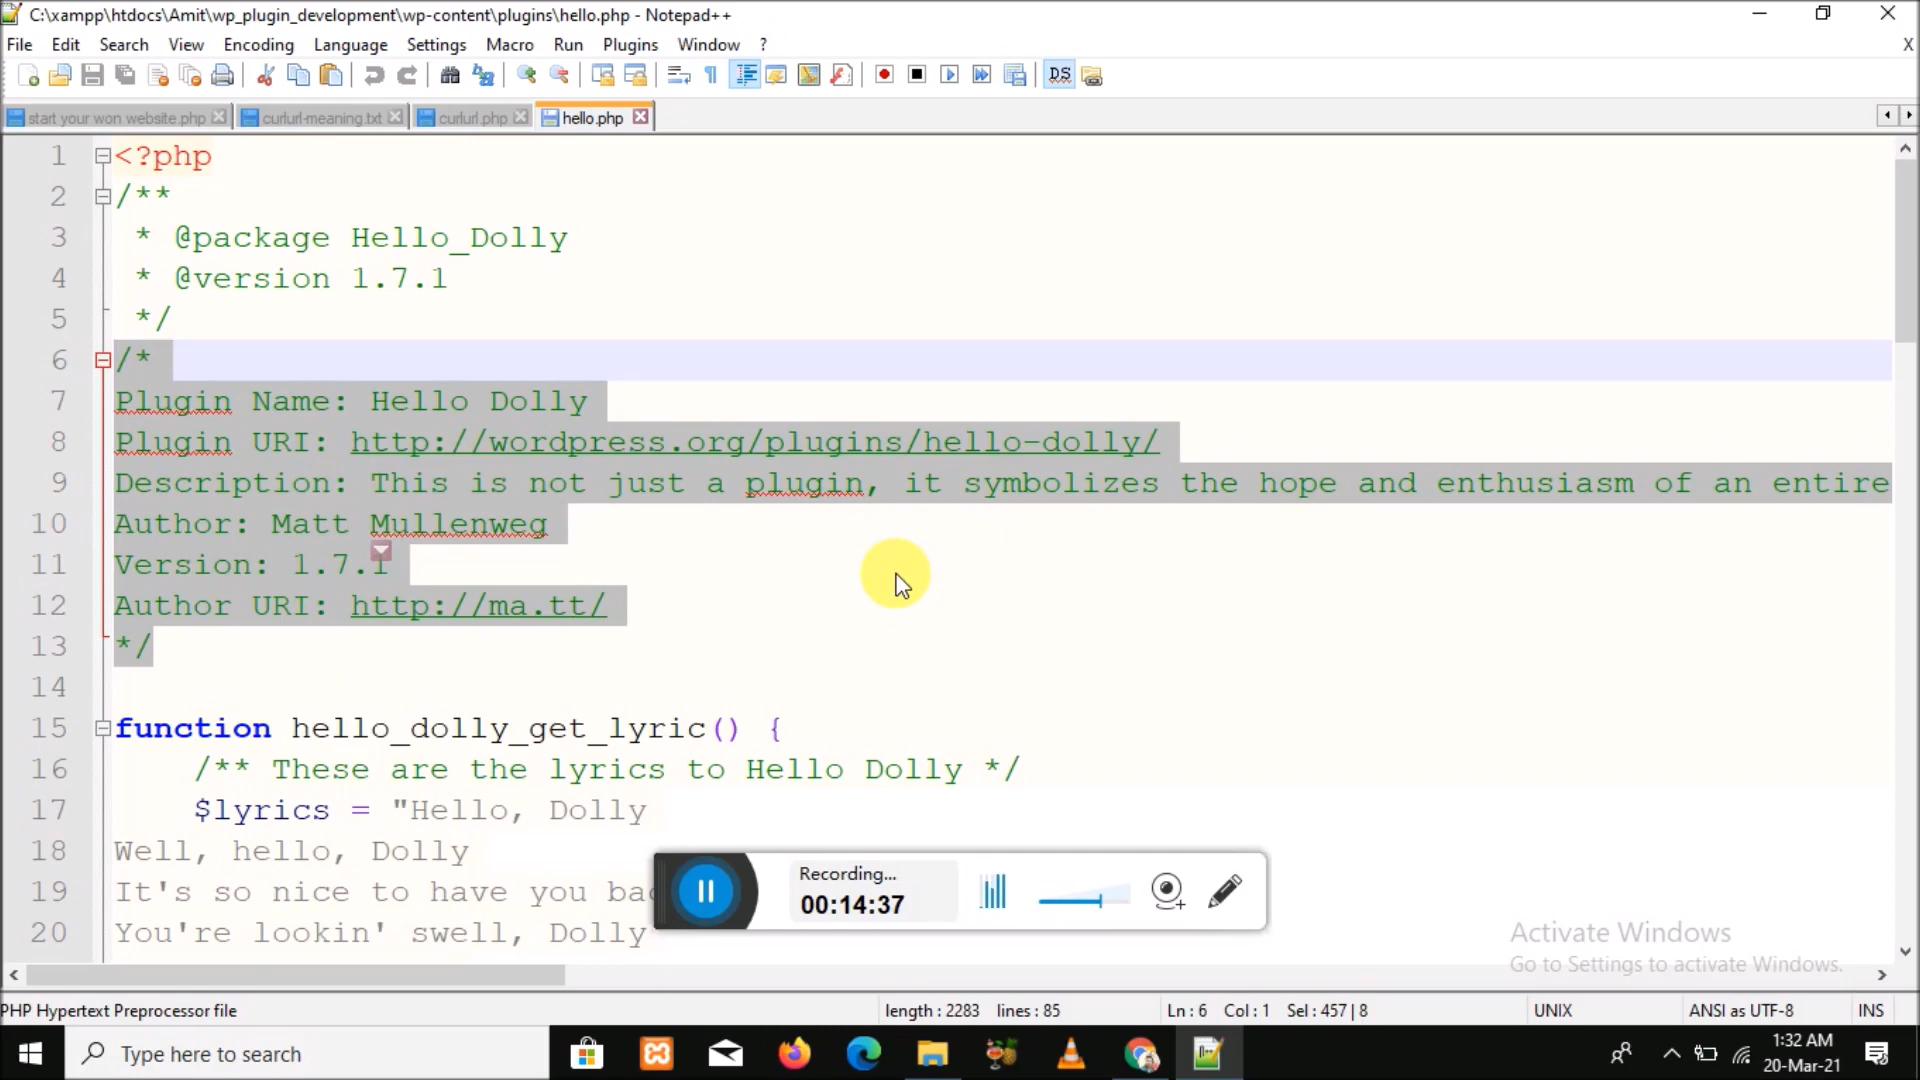 C:\xampp\htdocs\Amit\wp_plugin_development\wp-content\plugins\hello.php - Notepad++
File Edit Search View Encoding Language Settings Macro Run Plugins Window ? X
start your won website.php curlurl-meaning.txt curlurl.php hello.php
1 <?php
2 /**
3 * @package Hello_Dolly
4 * @version 1.7.1
5 */
6 /*
7 Plugin Name: Hello Dolly
8 Plugin URI: http://wordpress.org/plugins/hello-dolly/
9 Description: This is not just a plugin, it symbolizes the hope and enthusiasm of an entire
10 Author: Matt Mullenweg
11 Version: 1.7.1
12 Author URI: http://ma.tt/
13 */
14
15 function hello_dolly_get_lyric() {
16 /** These are the lyrics to Hello Dolly */
17 $lyrics = "Hello, Dolly
18 Well, hello, Dolly
19 It's so nice to have you bac
20 You're lookin' swell, Dolly
Recording...
00:14:37
Activate Windows
Go to Settings to activate Windows.
PHP Hypertext Preprocessor file length : 2283 lines : 85 Ln : 6 Col : 1 Sel : 457 | 8 UNIX ANSI as UTF-8 INS
Type here to search
1:32 AM
20-Mar-21